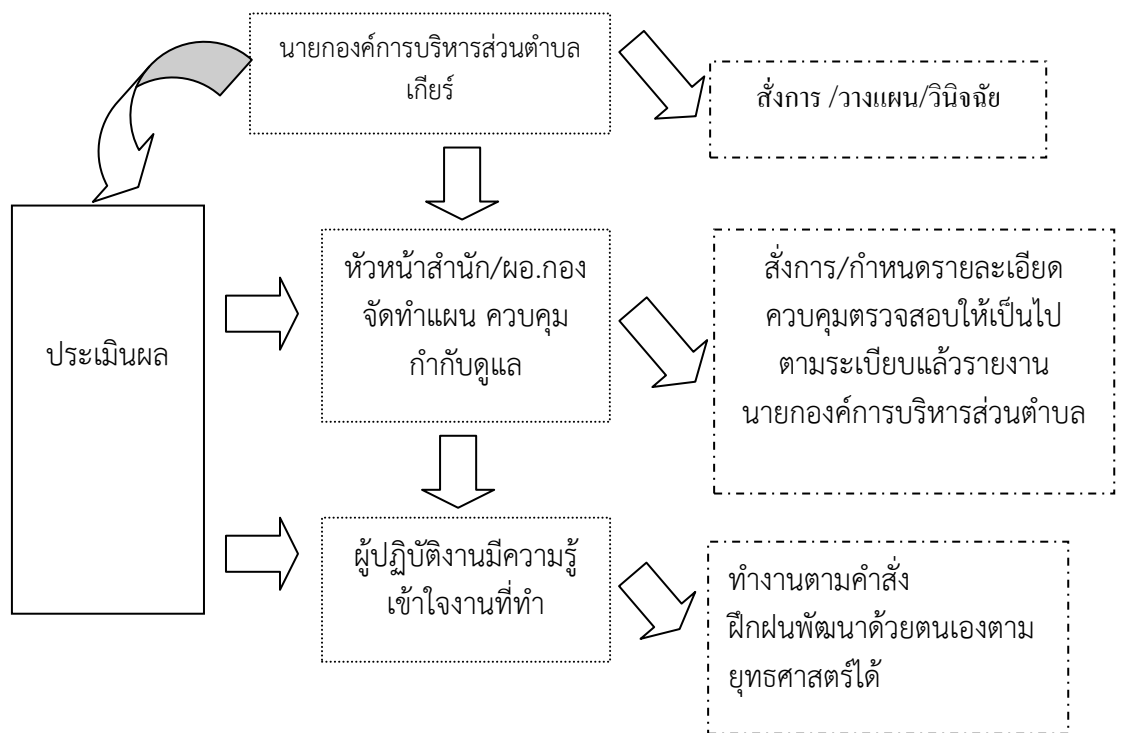 นายกองค์การบริหารส่วนตำบล
เกียร์
สั่งการ /วางแผน/วินิจฉัย
ประเมินผล
หัวหน้าสำนัก/ผอ.กอง
จัดทำแผน ควบคุม
กำกับดูแล
สั่งการ/กำหนดรายละเอียด
ควบคุมตรวจสอบให้เป็นไป
ตามระเบียบแล้วรายงาน
นายกองค์การบริหารส่วนตำบล
ผู้ปฏิบัติงานมีความรู้
เข้าใจงานที่ทำ
ทำงานตามคำสั่ง
ฝึกฝนพัฒนาด้วยตนเองตาม
ยุทธศาสตร์ได้